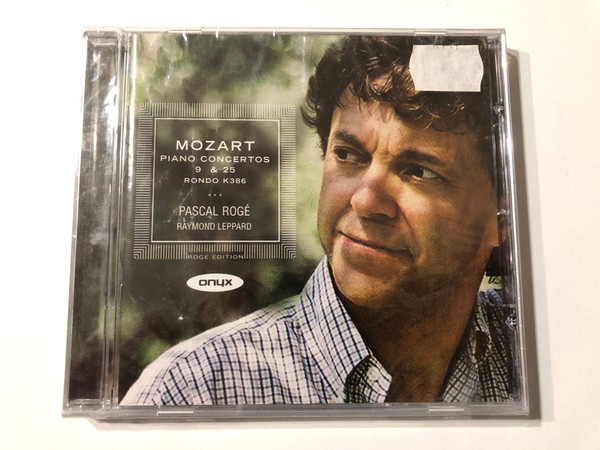 MOZART
PIANO CONCERTOS
9 & 25
RONDO K386
...
PASCAL ROGÉ
RAYMOND LEPPARD
ROGÉ EDITION
onyx